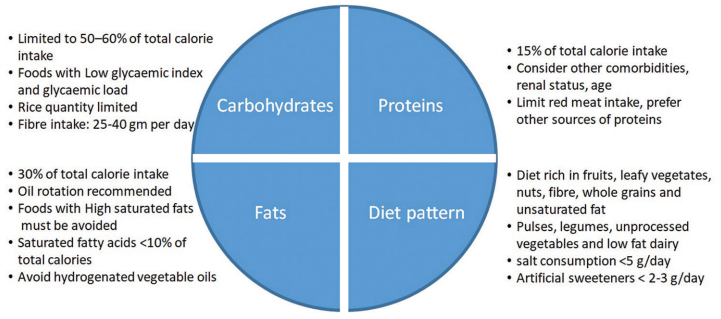 • Limited to 50–60% of total calorie
intake
• Foods with Low glycaemic index
and glycaemic load
• Rice quantity limited
• Fibre intake: 25-40 gm per day
Carbohydrates
Proteins
• 15% of total calorie intake
• Consider other comorbidities,
renal status, age
• Limit red meat intake, prefer
other sources of proteins
• 30% of total calorie intake
• Oil rotation recommended
• Foods with High saturated fats
must be avoided
• Saturated fatty acids <10% of
total calories
• Avoid hydrogenated vegetable oils
Fats
Diet pattern
• Diet rich in fruits, leafy vegetates,
nuts, fibre, whole grains and
unsaturated fat
• Pulses, legumes, unprocessed
vegetables and low fat dairy
• salt consumption <5 g/day
• Artificial sweeteners < 2-3 g/day